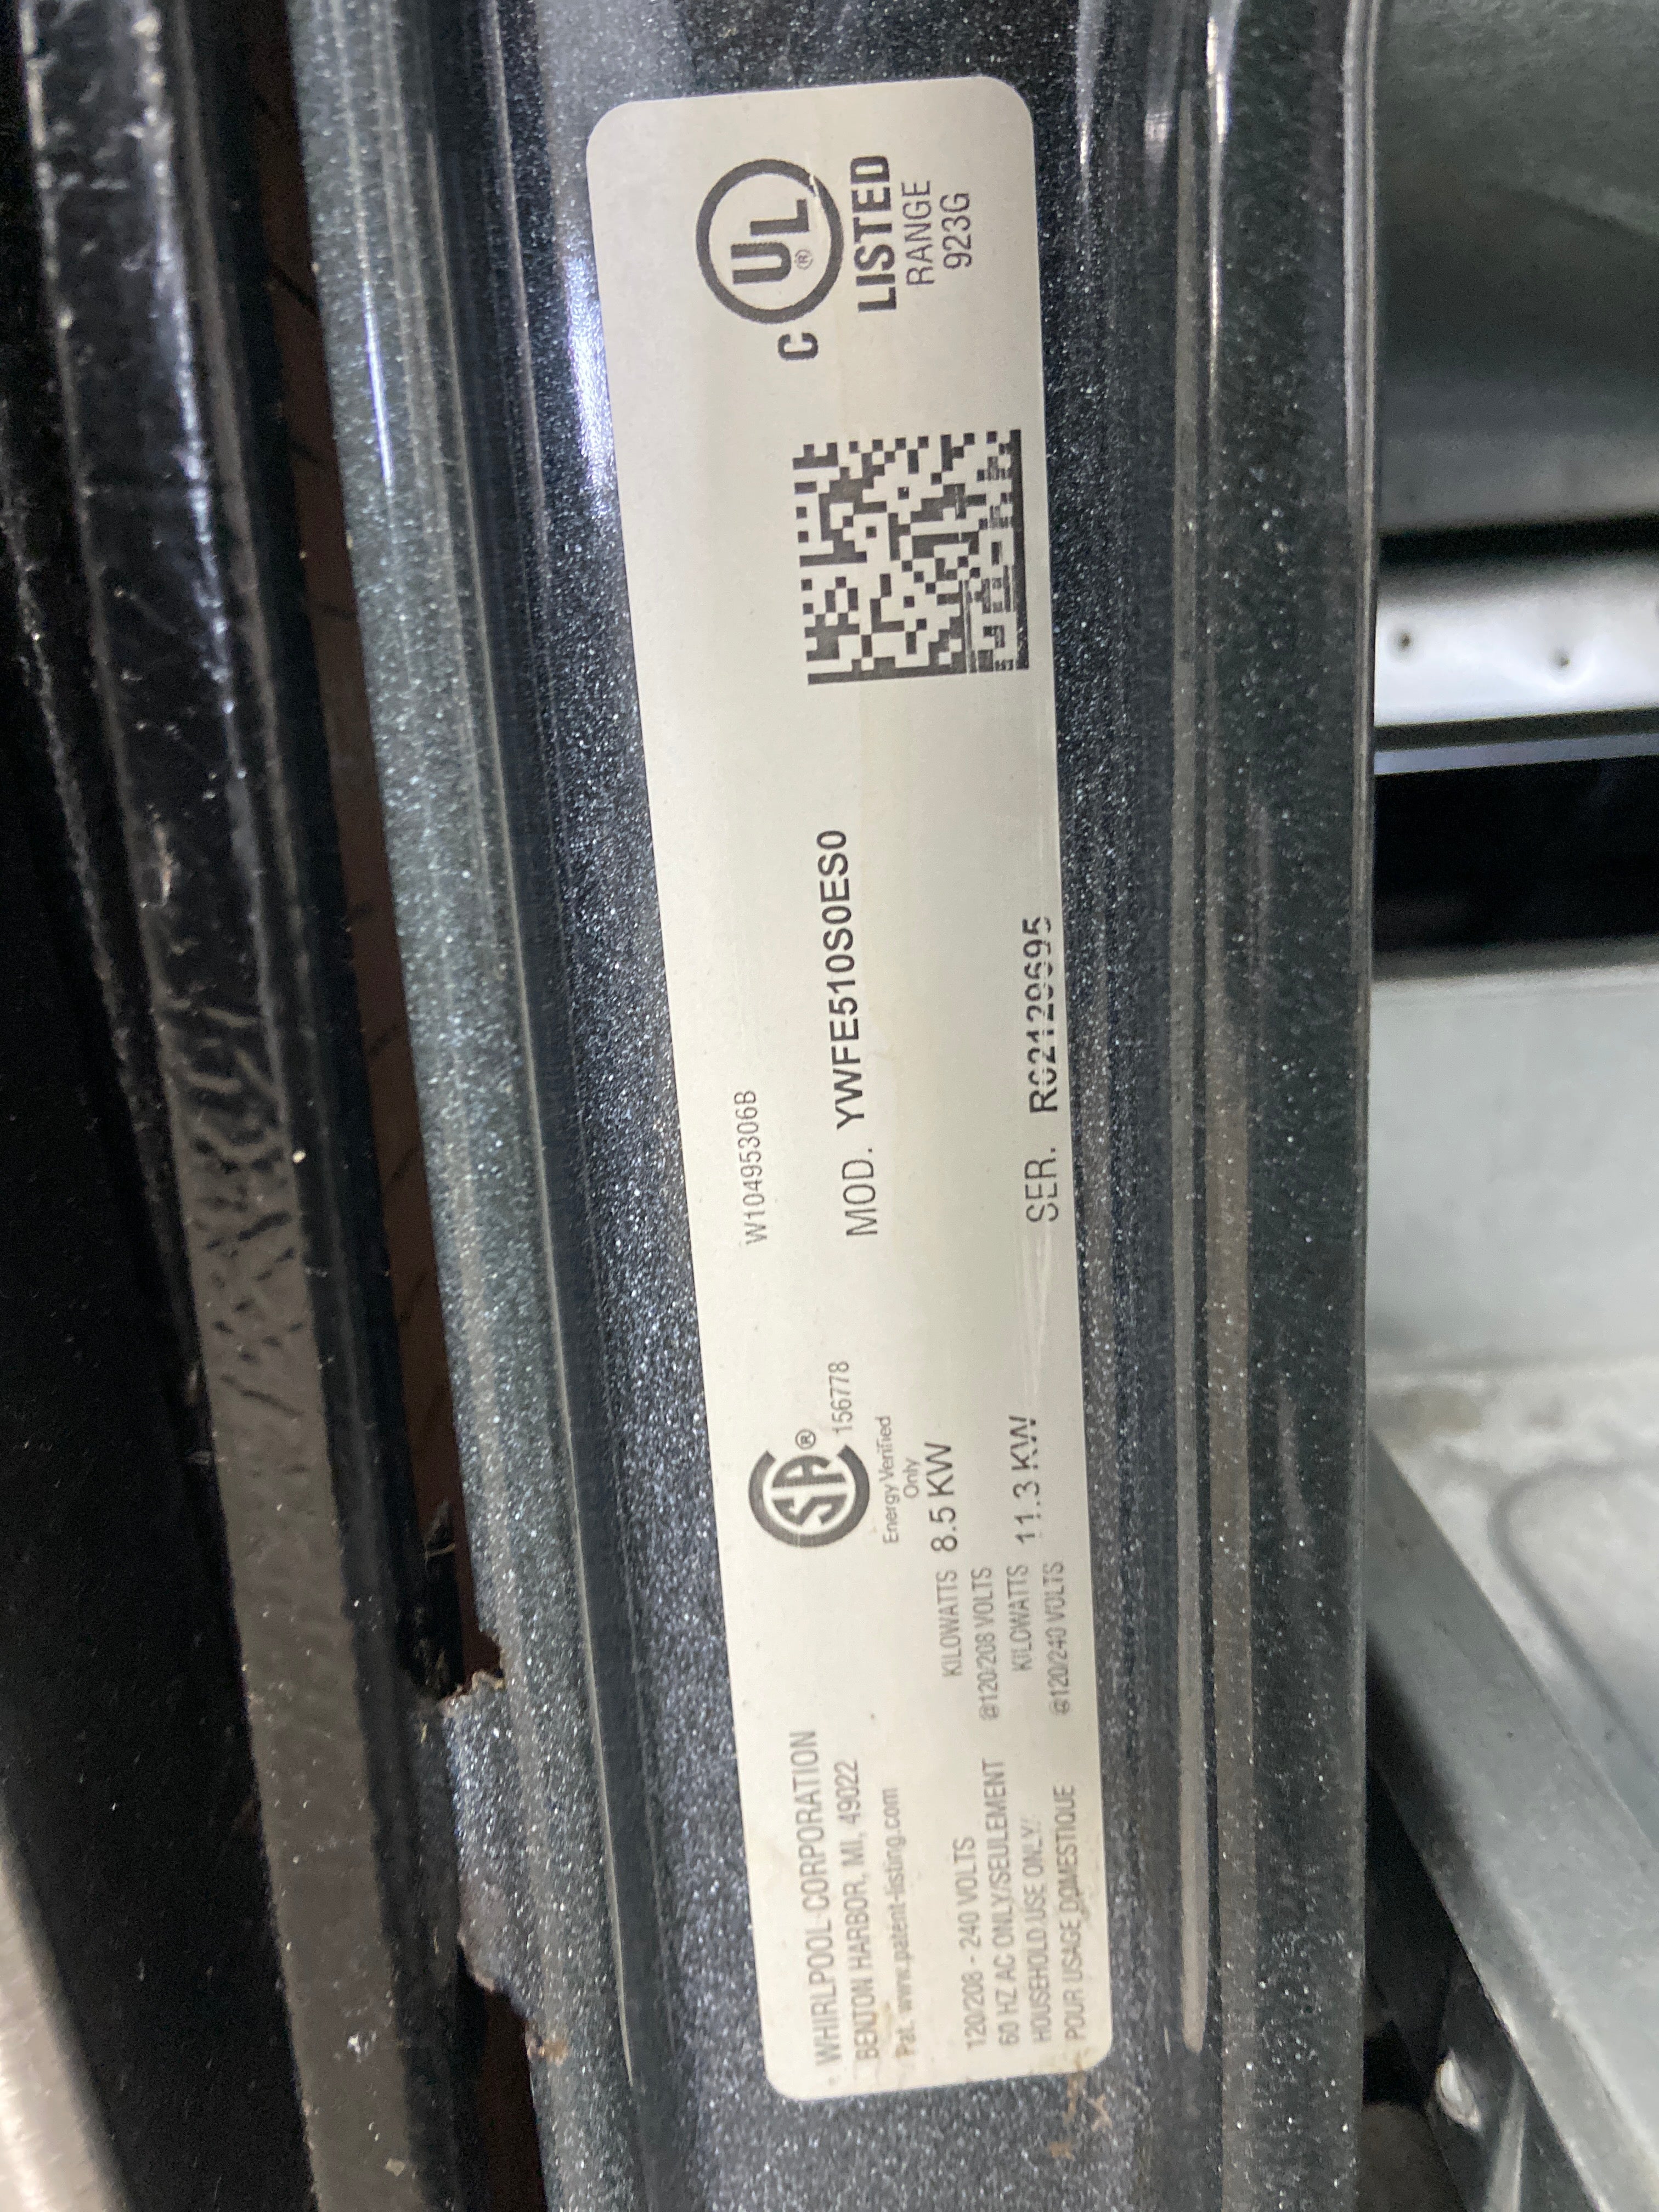 WHIRLPOOL CORPORATION
BENTON HARBOR, MI, 49022
Pat. www.patent-listing.com
120/208 - 240 VOLTS
60 HZ AC ONLY/SEULEMENT
HOUSEHOLD USE ONLY/
POUR USAGE DOMESTIQUE
SA®
156778
Energy Verified
Only
KILOWATTS 8.5 KW
@120/208 VOLTS
KILOWATTS 11.3 KW
@120/240 VOLTS
W10495306B
MOD. YWFE510S0ES0
SER.
C UL®
LISTED
RANGE
923G